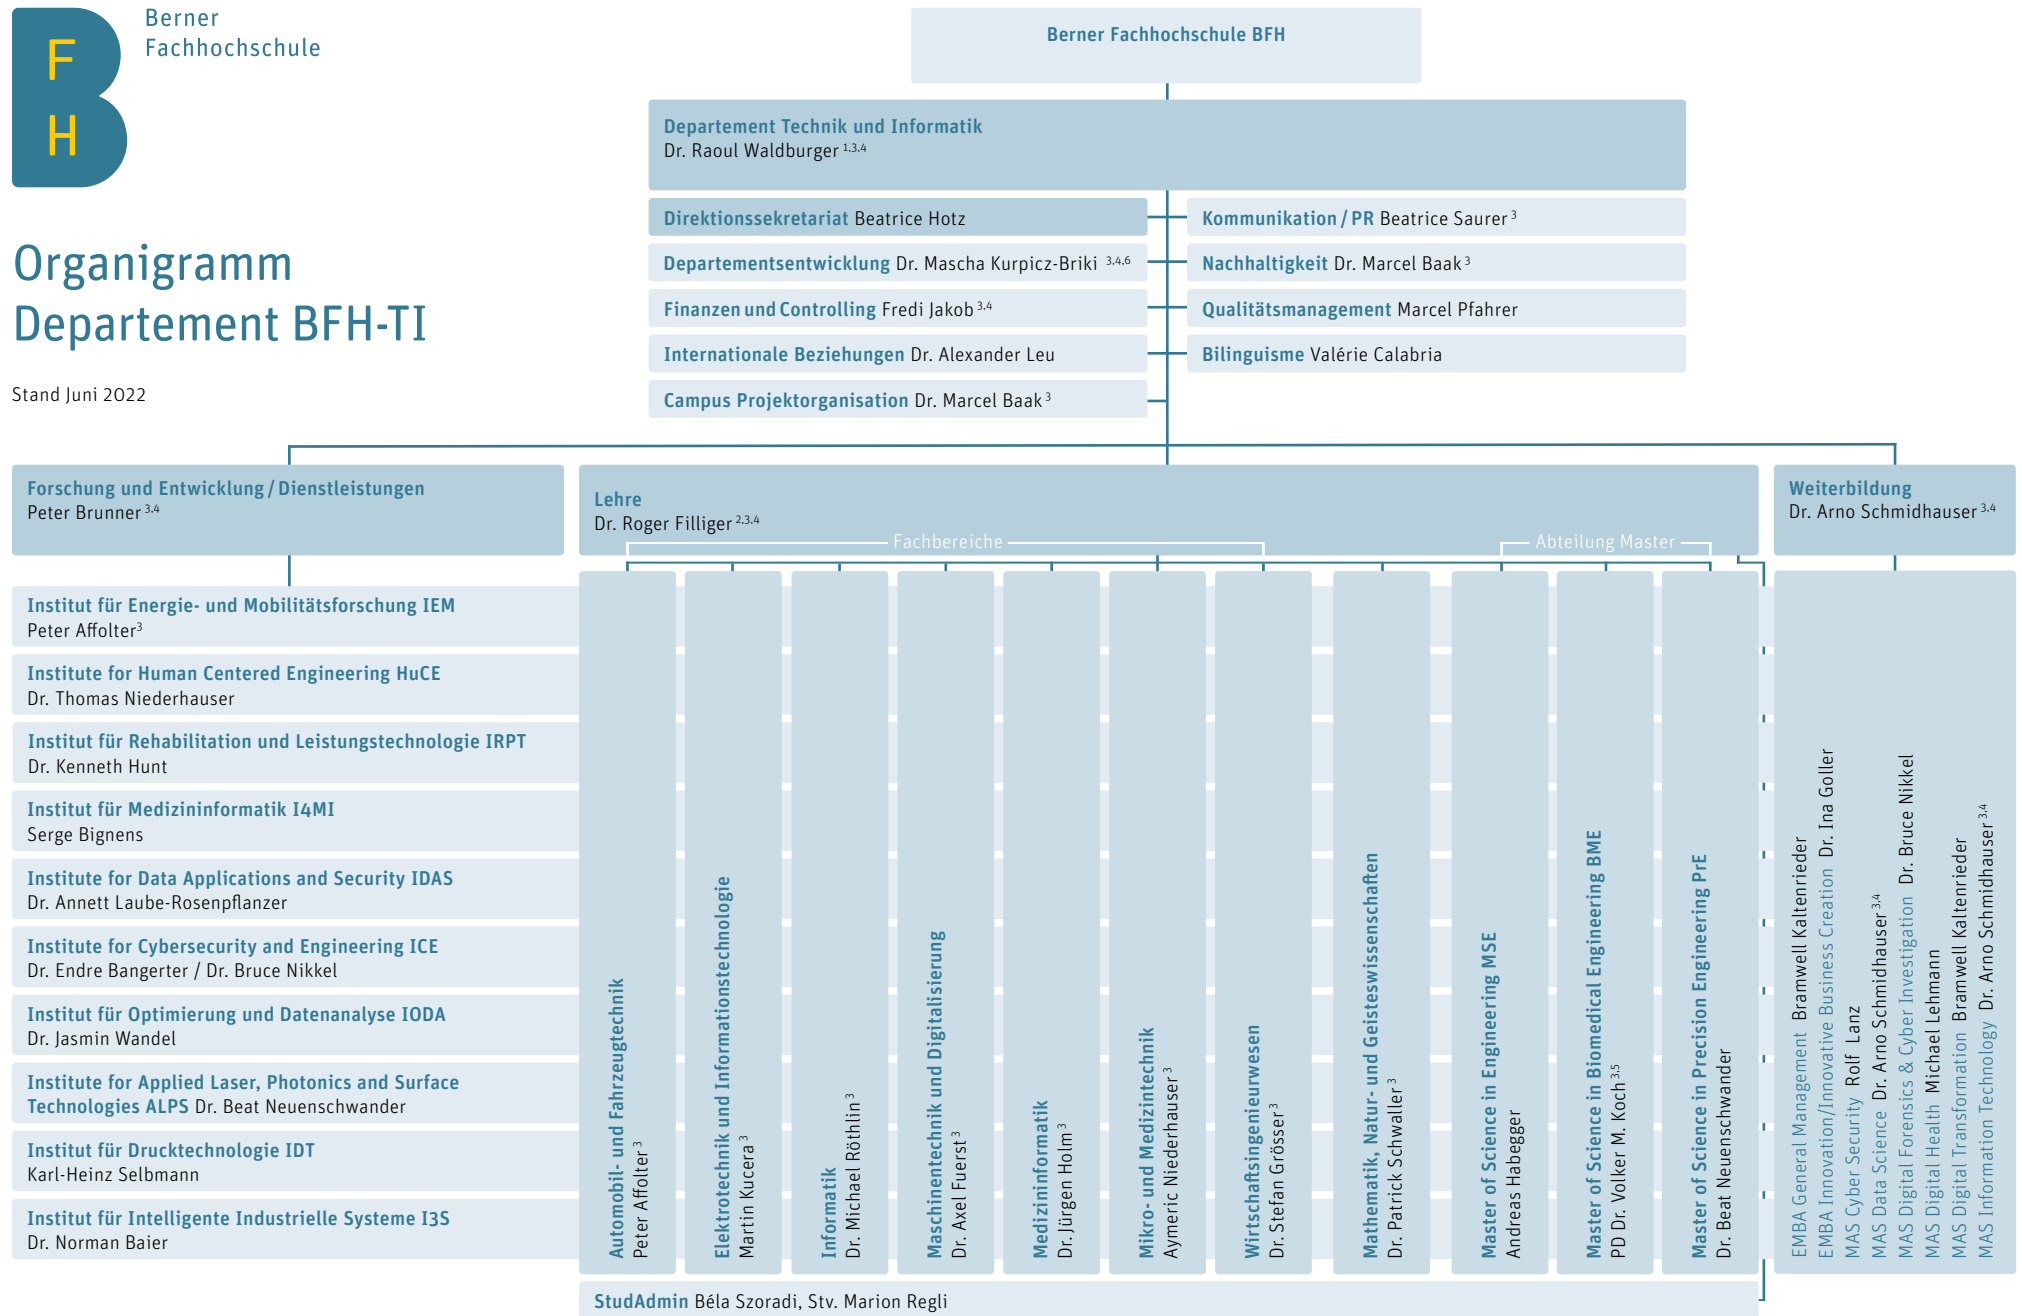 F
H
Berner
Fachhochschule
Organigramm
Departement BFH-TI
Stand Juni 2022
Berner Fachhochschule BFH
Departement Technik und Informatik
Dr. Raoul Waldburger 1,3,4
Direktionssekretariat Beatrice Hotz
Kommunikation / PR Beatrice Saurer 3
Departementsentwicklung Dr. Mascha Kurpicz-Briki 3,4,6
Nachhaltigkeit Dr. Marcel Baak 3
Finanzen und Controlling Fredi Jakob 3,4
Qualitätsmanagement Marcel Pfahrer
Internationale Beziehungen Dr. Alexander Leu
Bilinguisme Valérie Calabria
Campus Projektorganisation Dr. Marcel Baak 3
Forschung und Entwicklung / Dienstleistungen
Peter Brunner 3,4
Lehre
Dr. Roger Filliger 2,3,4
Fachbereiche
Abteilung Master
Weiterbildung
Dr. Arno Schmidhauser 3,4
Institut für Energie- und Mobilitätsforschung IEM
Peter Affolter 3
Institute for Human Centered Engineering HuCE
Dr. Thomas Niederhauser
Institut für Rehabilitation und Leistungstechnologie IRPT
Dr. Kenneth Hunt
Institut für Medizininformatik I4MI
Serge Bignens
Institute for Data Applications and Security IDAS
Dr. Annett Laube-Rosenpflanzer
Institute for Cybersecurity and Engineering ICE
Dr. Endre Bangerter / Dr. Bruce Nikkel
Institut für Optimierung und Datenanalyse IODA
Dr. Jasmin Wandel
Institute for Applied Laser, Photonics and Surface
Technologies ALPS Dr. Beat Neuenschwander
Institut für Drucktechnologie IDT
Karl-Heinz Selbmann
Institut für Intelligente Industrielle Systeme I3S
Dr. Norman Baier
Automobil- und Fahrzeugtechnik
Peter Affolter 3
Elektrotechnik und Informationstechnologie
Martin Kucera 3
Informatik
Dr. Michael Röthlin 3
Maschinentechnik und Digitalisierung
Dr. Axel Fuerst 3
Medizininformatik
Dr. Jürgen Holm 3
Mikro- und Medizintechnik
Aymeric Niederhauser 3
Wirtschaftsingenieurwesen
Dr. Stefan Grösser 3
Mathematik, Natur- und Geisteswissenschaften
Dr. Patrick Schwaller 3
Master of Science in Engineering MSE
Andreas Habegger
Master of Science in Biomedical Engineering BME
PD Dr. Volker M. Koch 3,5
Master of Science in Precision Engineering PrE
Dr. Beat Neuenschwander
EMBA General Management Bramwell Kaltenrieder
EMBA Innovation/Innovative Business Creation Dr. Ina Goller
MAS Cyber Security Rolf Lanz
MAS Data Science Dr. Arno Schmidhauser 3,4
MAS Digital Forensics & Cyber Investigation Dr. Bruce Nikkel
MAS Digital Health Michael Lehmann
MAS Digital Transformation Bramwell Kaltenrieder
MAS Information Technology Dr. Arno Schmidhauser 3,4
StudAdmin Béla Szoradi, Stv. Marion Regli